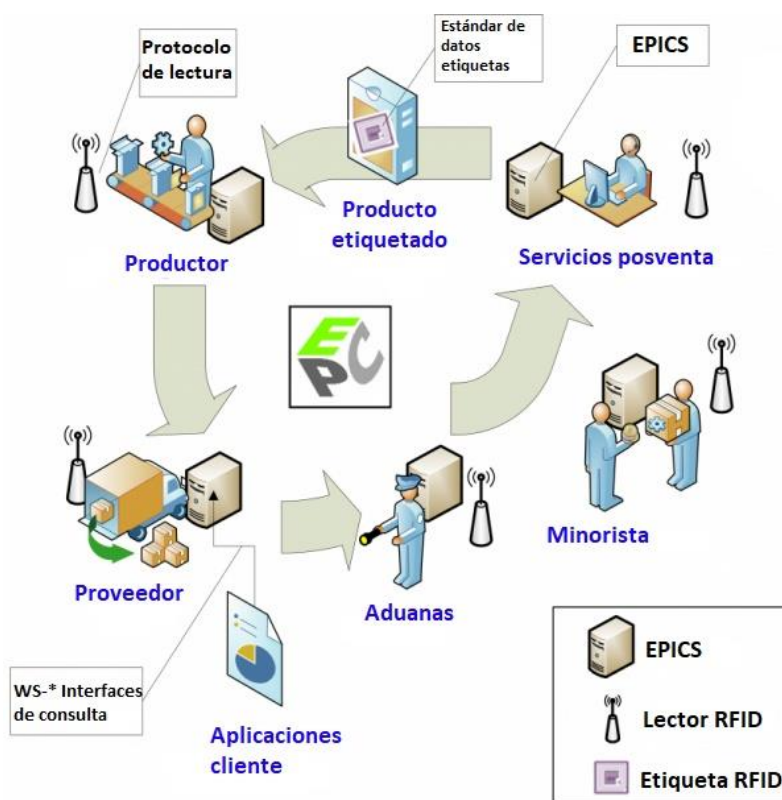 Protocolo
de lectura
Estándar de
datos
etiquetas
EPICS
Productor
Producto
etiquetado
Servicios posventa
EPC
Proveedor
Aduanas
Minorista
WS-* Interfaces
de consulta
Aplicaciones
cliente
EPICS
Lector RFID
Etiqueta RFID